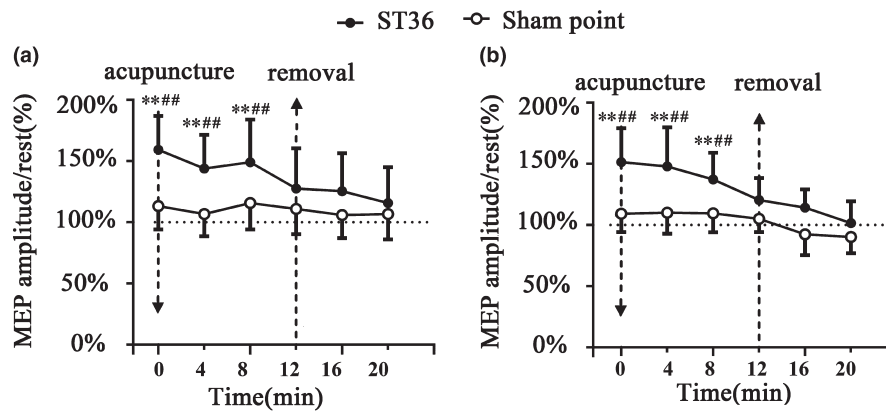 ST36 Sham point
(a)
acupuncture removal
**## **## **##
200%
150%
100%
50%
0%
MEP amplitude/rest(%)
0 4 8 12 16 20
Time(min)
(b)
acupuncture removal
**## **## **##
200%
150%
100%
50%
0%
MEP amplitude/rest(%)
0 4 8 12 16 20
Time(min)